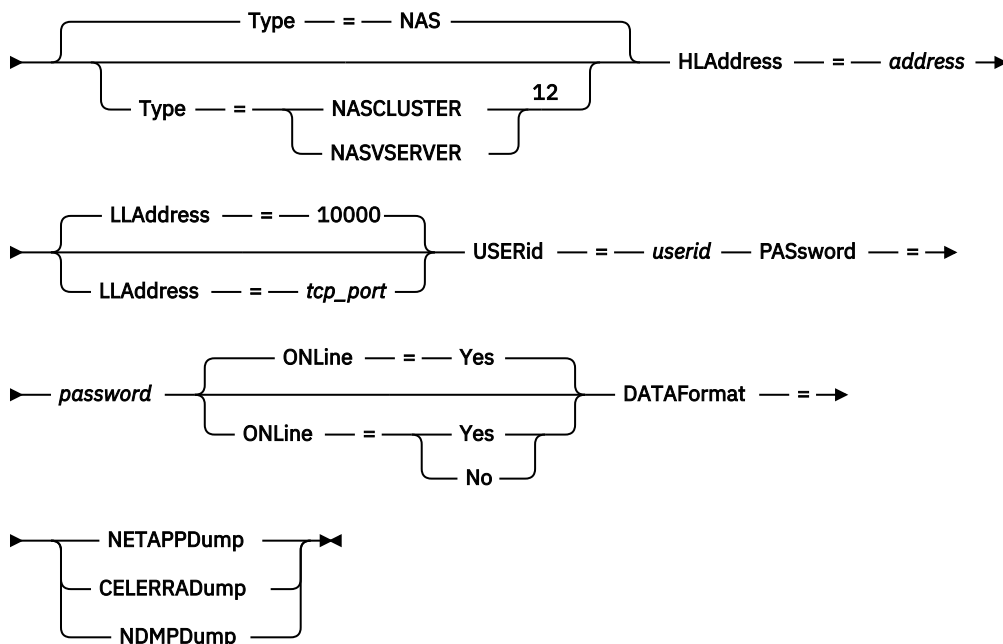 Type = NAS
HLAddress = address
Type = NASCLUSTER 12
NASVSERVER
LLAddress = 10000
USERid = userid PASsword =
LLAddress = tcp_port
ONLine = Yes
password DATAFormat =
ONLine = Yes
No
NETAPPDump
CELERRADump
NDMPDump